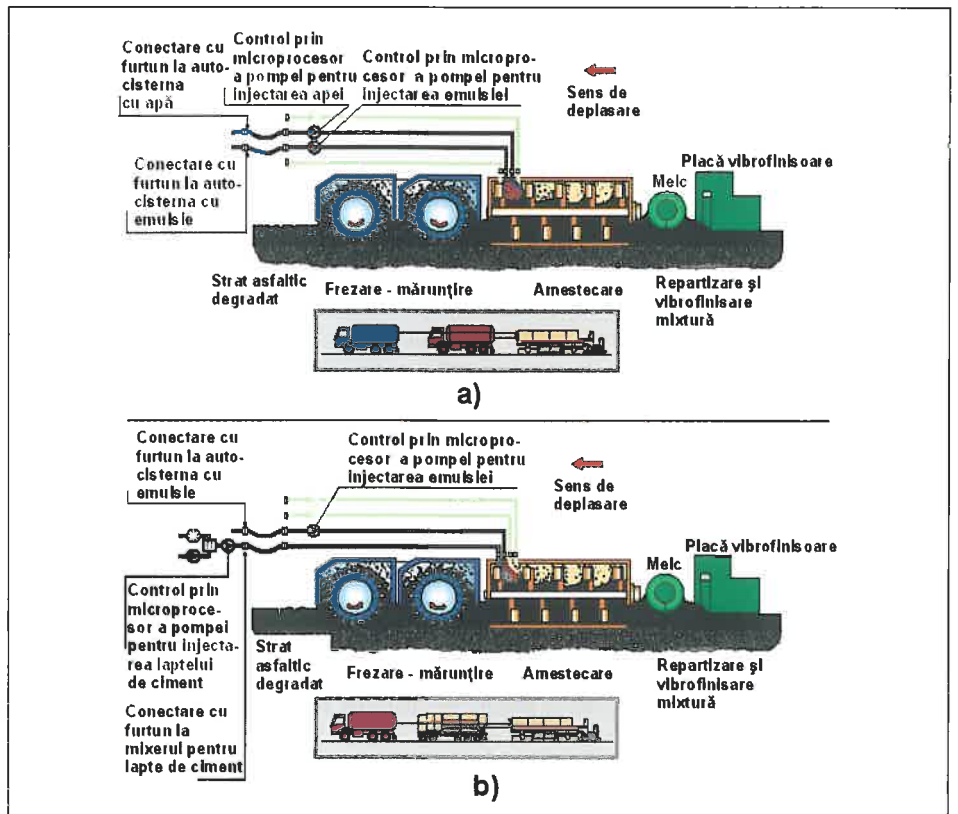 Conectare cu
furtun la auto-
cisterna
cu apă
Control prin
microprocesor
a pompei pentru
injectarea apei
Control prin micropro-
cesor a pompei pentru
injectarea emulsiei
Sens de
deplasare
Conectare cu
furtun la auto-
cisterna cu
emulsie
Placă vibrofinisoare
Melc
Strat asfaltic
degradat
Frezare - mărunţire
Amestecare
Repartizare şi
vibrofinisare
mixtură
a)
Conectare cu
furtun la auto-
cisterna cu
emulsie
Control prin micropro-
cesor a pompei pentru
injectarea emulsiei
Sens de
deplasare
Placă vibrofinisoare
Melc
Control prin
microproce-
sor a pompei
pentru injecta-
rea laptelui
de ciment
Strat
asfaltic
degradat
Frezare - mărunţire
Amestecare
Repartizare şi
vibrofinisare
mixtură
Conectare cu
furtun la
mixerul pentru
lapte de ciment
b)